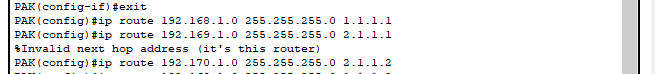 PAK(config-if)#exit
PAK(config)#ip route 192.168.1.0 255.255.255.0 1.1.1.1
PAK(config)#ip route 192.169.1.0 255.255.255.0 2.1.1.1
%Invalid next hop address (it's this router)
PAK(config)#ip route 192.170.1.0 255.255.255.0 2.1.1.2